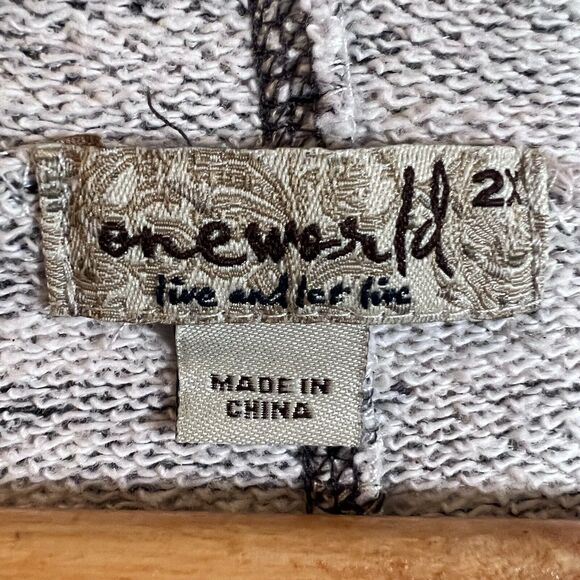 oneworld 2X
live and let live
MADE IN
CHINA